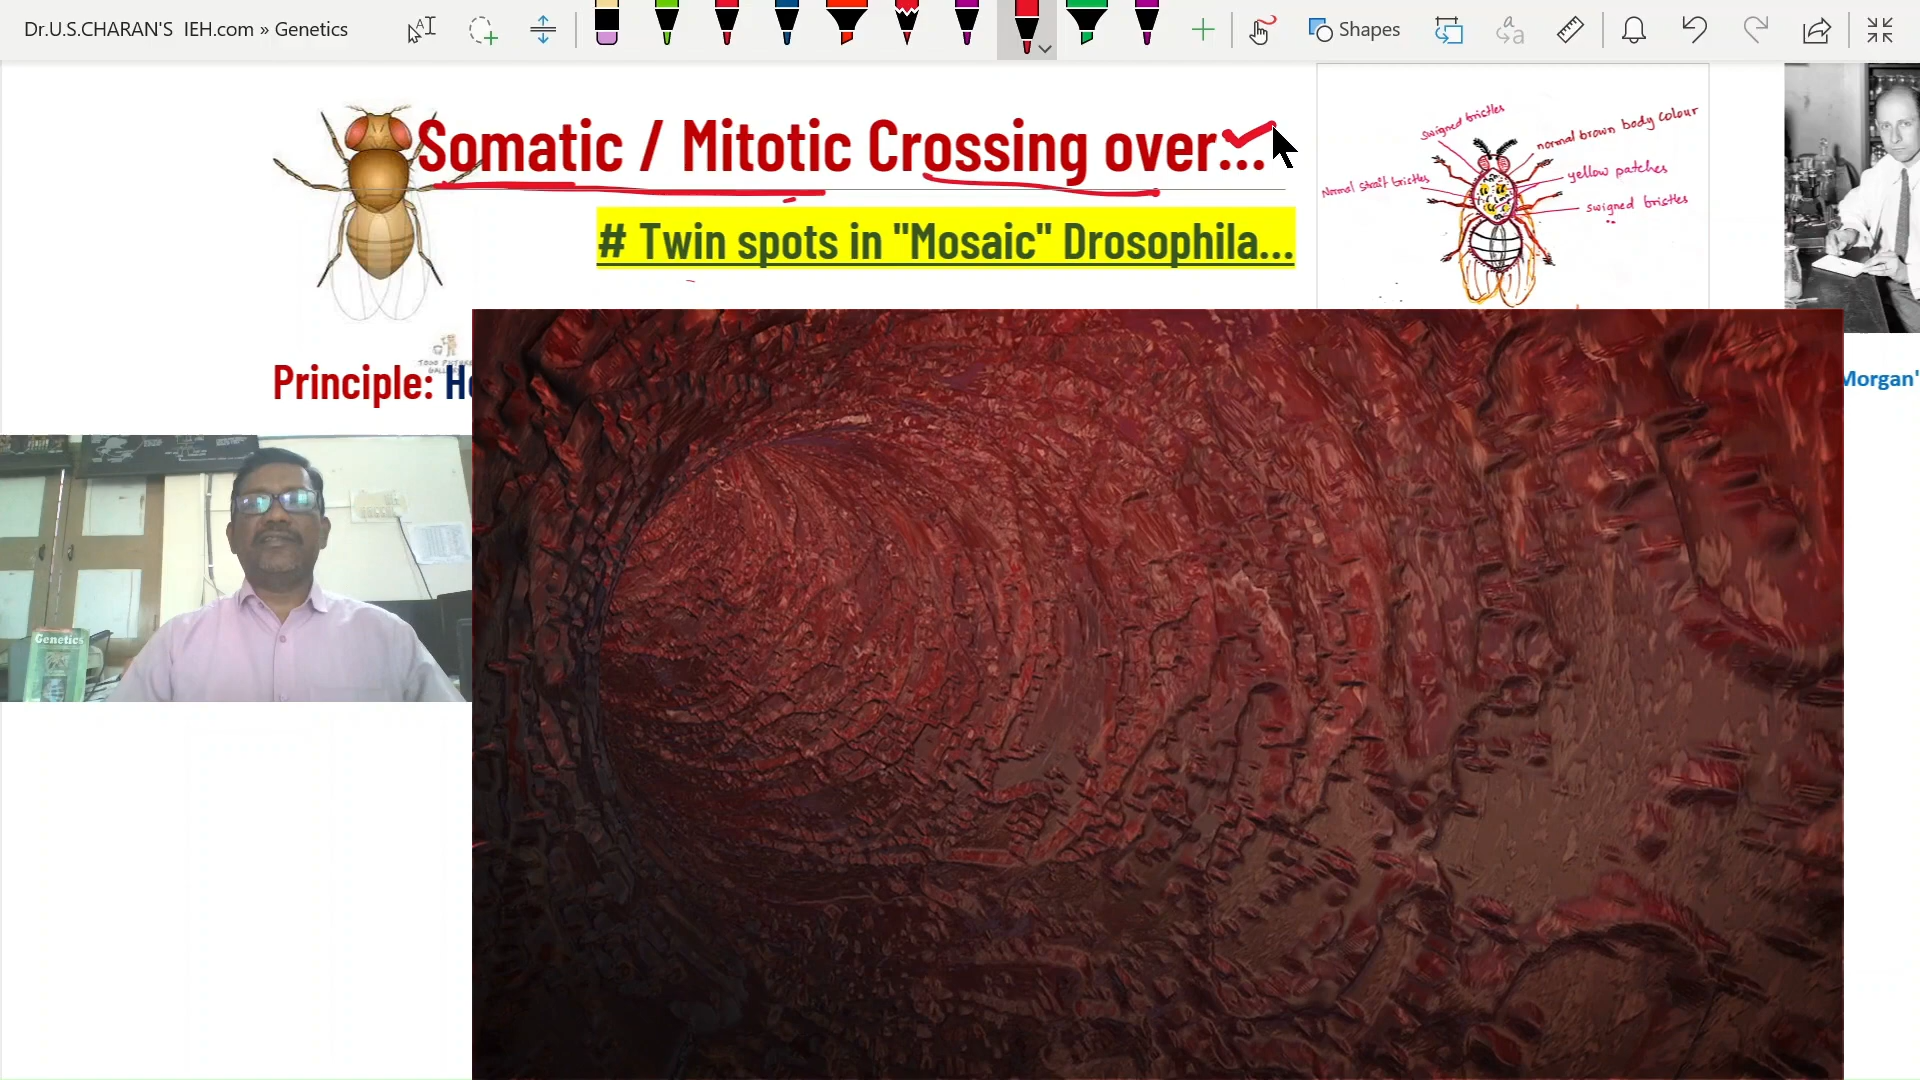 Dr.U.S.CHARAN'S IEH.com » Genetics
Shapes
Somatic / Mitotic Crossing over...
# Twin spots in "Mosaic" Drosophila...
swigned bristles
normal brown body colour
Normal strait bristles
yellow patches
swigned bristles
Principle: H
Morgan'
Genetics